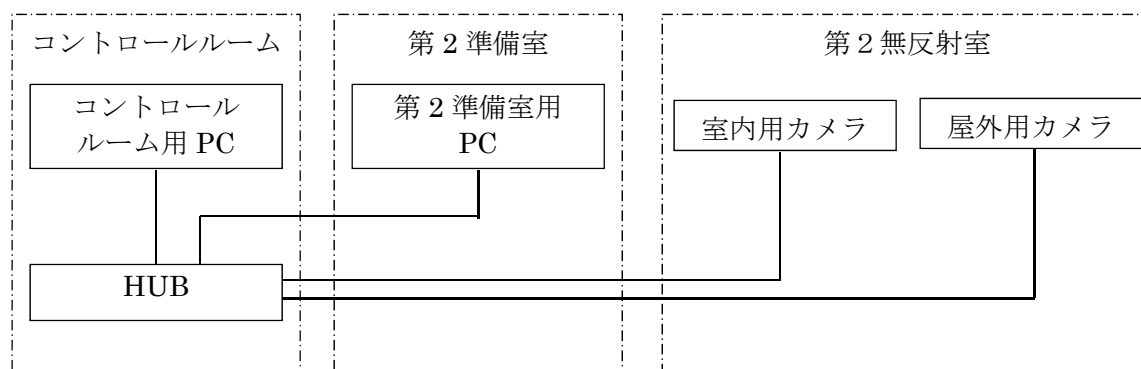 コントロールルーム
コントロール
ルーム用 PC
HUB
第 2 準備室
第 2 準備室用
PC
第２無反射室
室内用カメラ
屋外用カメラ